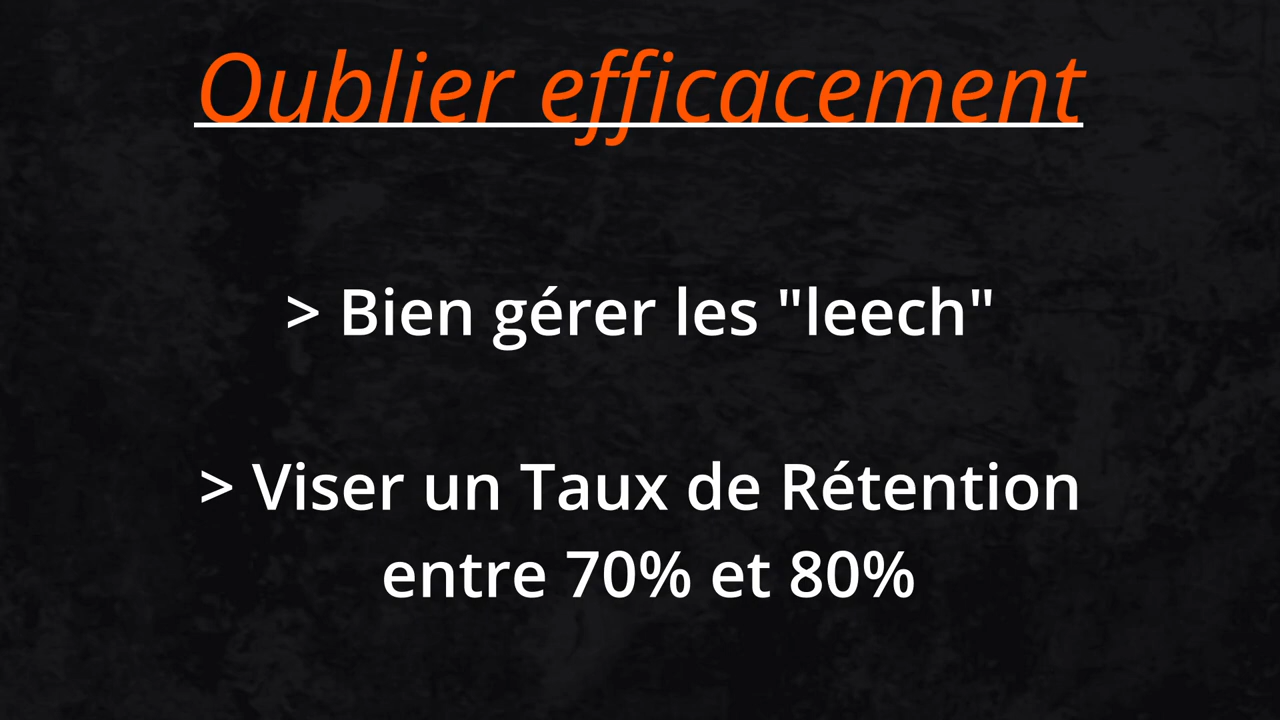 Oublier efficacement
> Bien gérer les "leech"
> Viser un Taux de Rétention
entre 70% et 80%